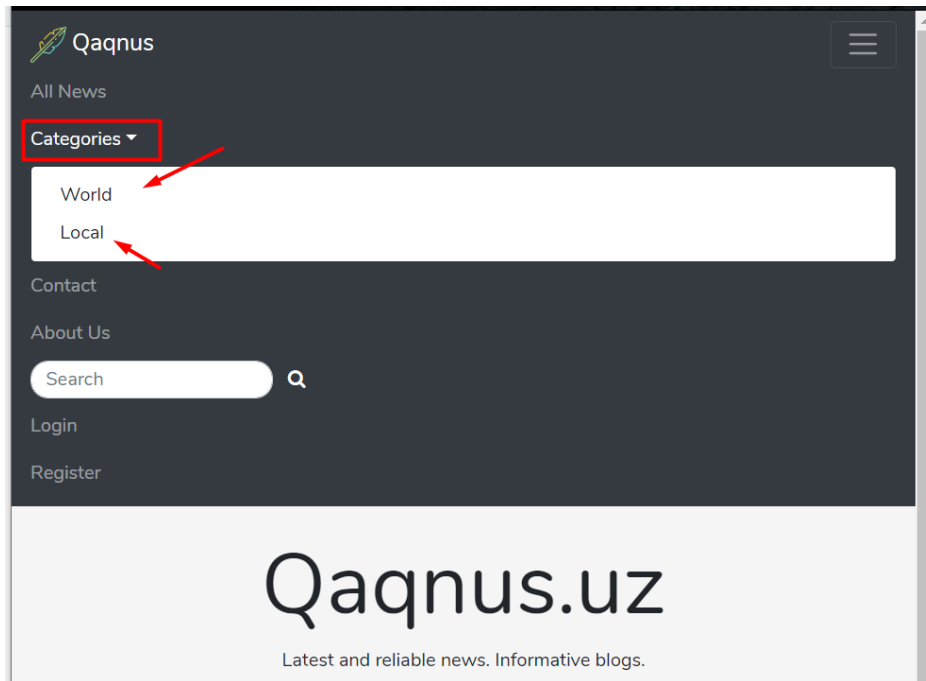 Qaqnus
All News
Categories
World
Local
Contact
About Us
Search
Login
Register
Qaqnus.uz
Latest and reliable news. Informative blogs.